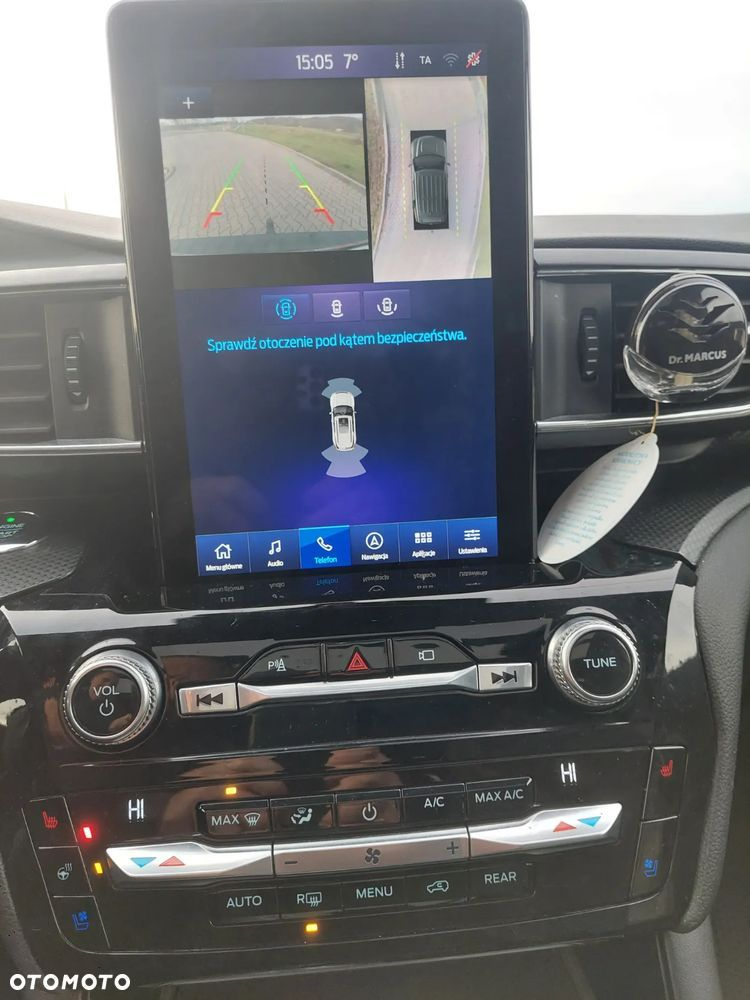 15:05 7° TA
+
Sprawdź otoczenie pod kątem bezpieczeństwa.
Dr. MARCUS
Menu główne Audio Telefon Nawigacja Aplikacje Ustawienia
VOL
TUNE
HI HI
MAX A/C MAX A/C
- +
AUTO R MENU REAR
OTOMOTO